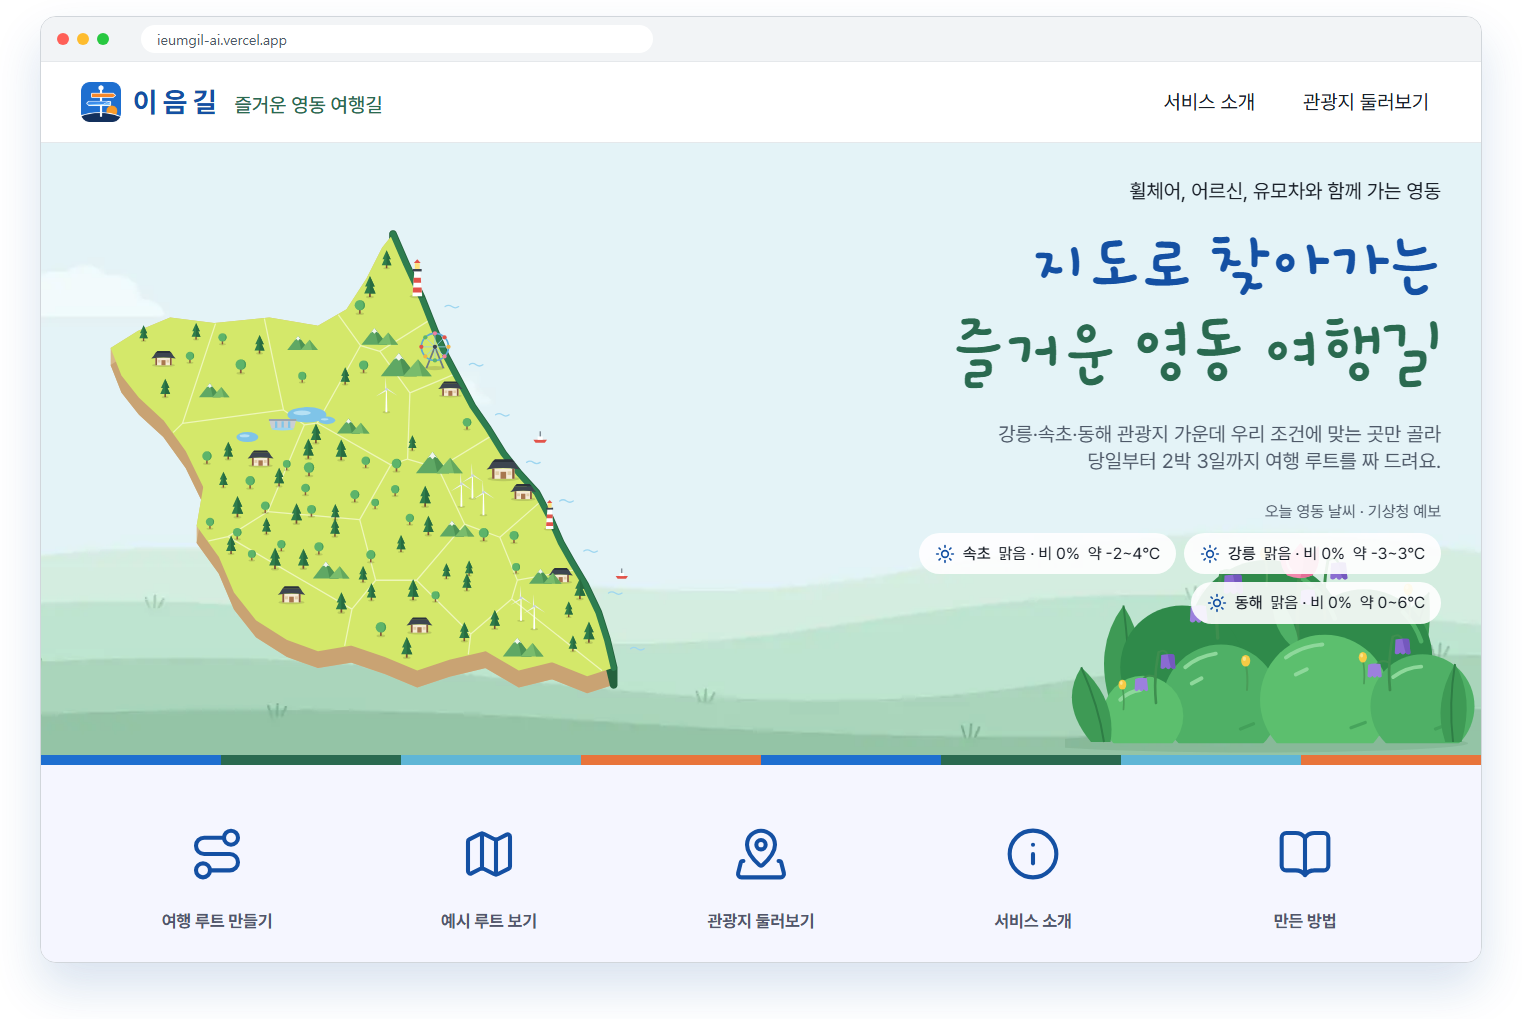 ieumgil-ai.vercel.app
이음길 즐거운 영동 여행길
서비스 소개 관광지 둘러보기
휠체어, 어르신, 유모차와 함께 가는 영동
지도로 찾아가는
즐거운 영동 여행길
강릉·속초·동해 관광지 가운데 우리 조건에 맞는 곳만 골라
당일부터 2박 3일까지 여행 루트를 짜 드려요.
오늘 영동 날씨 · 기상청 예보
속초 맑음 · 비 0% 약 -2~4°C
강릉 맑음 · 비 0% 약 -3~3°C
동해 맑음 · 비 0% 약 0~6°C
여행 루트 만들기
예시 루트 보기
관광지 둘러보기
서비스 소개
만든 방법